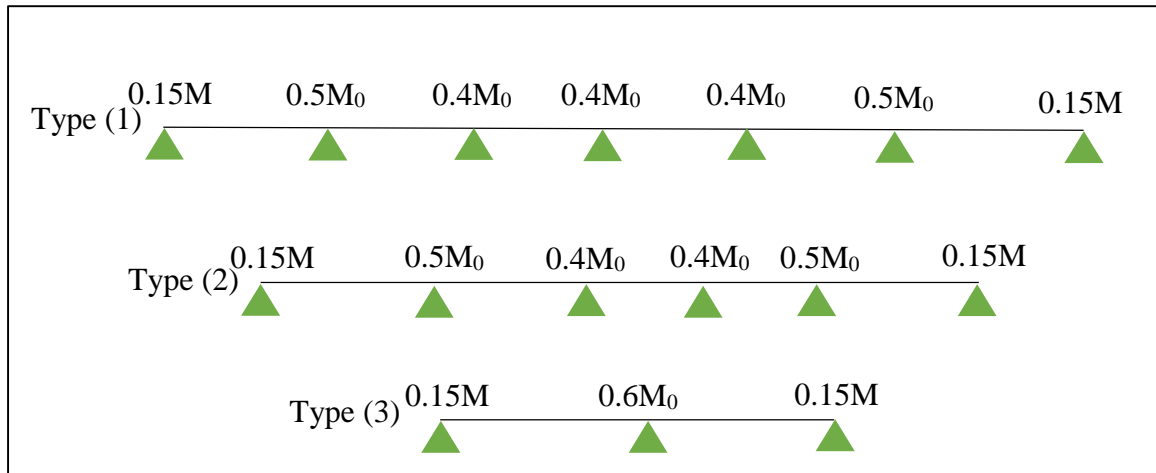 0.15M 0.5M₀ 0.4M₀ 0.4M₀ 0.4M₀ 0.5M₀ 0.15M
Type (1)
0.15M 0.5M₀ 0.4M₀ 0.4M₀ 0.5M₀ 0.15M
Type (2)
0.15M 0.6M₀ 0.15M
Type (3)